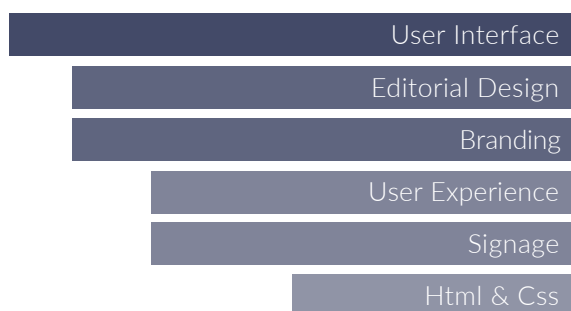 User Interface
Editorial Design
Branding
User Experience
Signage
Html & Css